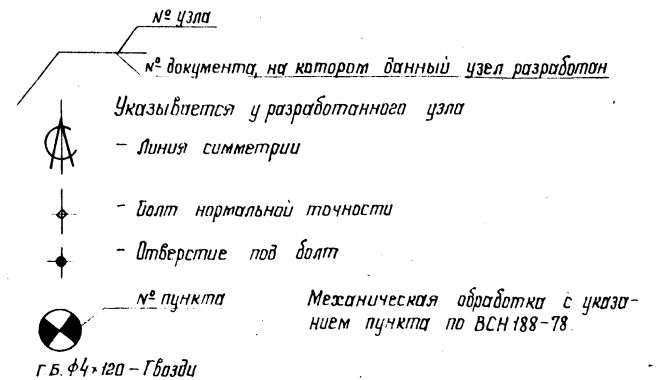 № узла
№ документа, на котором данный узел разработан
Указывается у разработанного узла
- Линия симметрии
- Болт нормальной точности
- Отверстие под болт
№ пункта
Механическая обработка с указа-
нием пункта по ВСН 188-78
Г.Б. ф4×120 - Гвозди